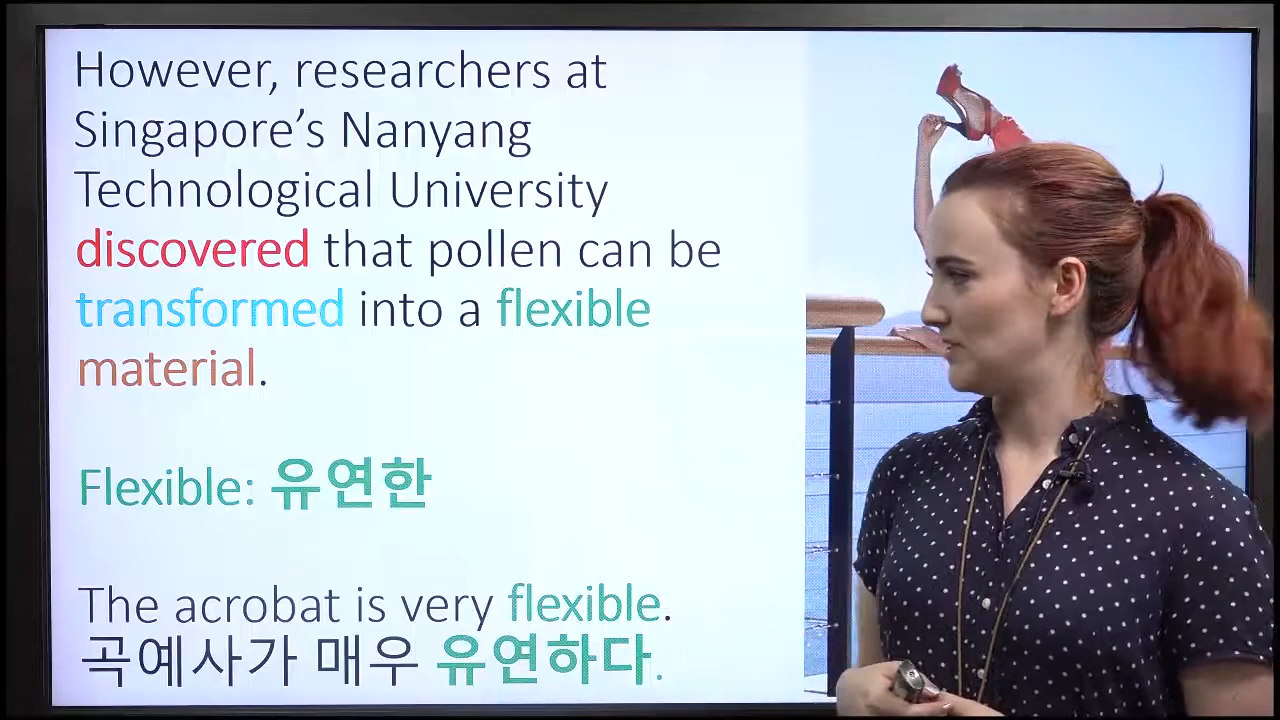 However, researchers at
Singapore’s Nanyang
Technological University
discovered that pollen can be
transformed into a flexible
material.
Flexible: 유연한
The acrobat is very flexible.
곡예사가 매우 유연하다.